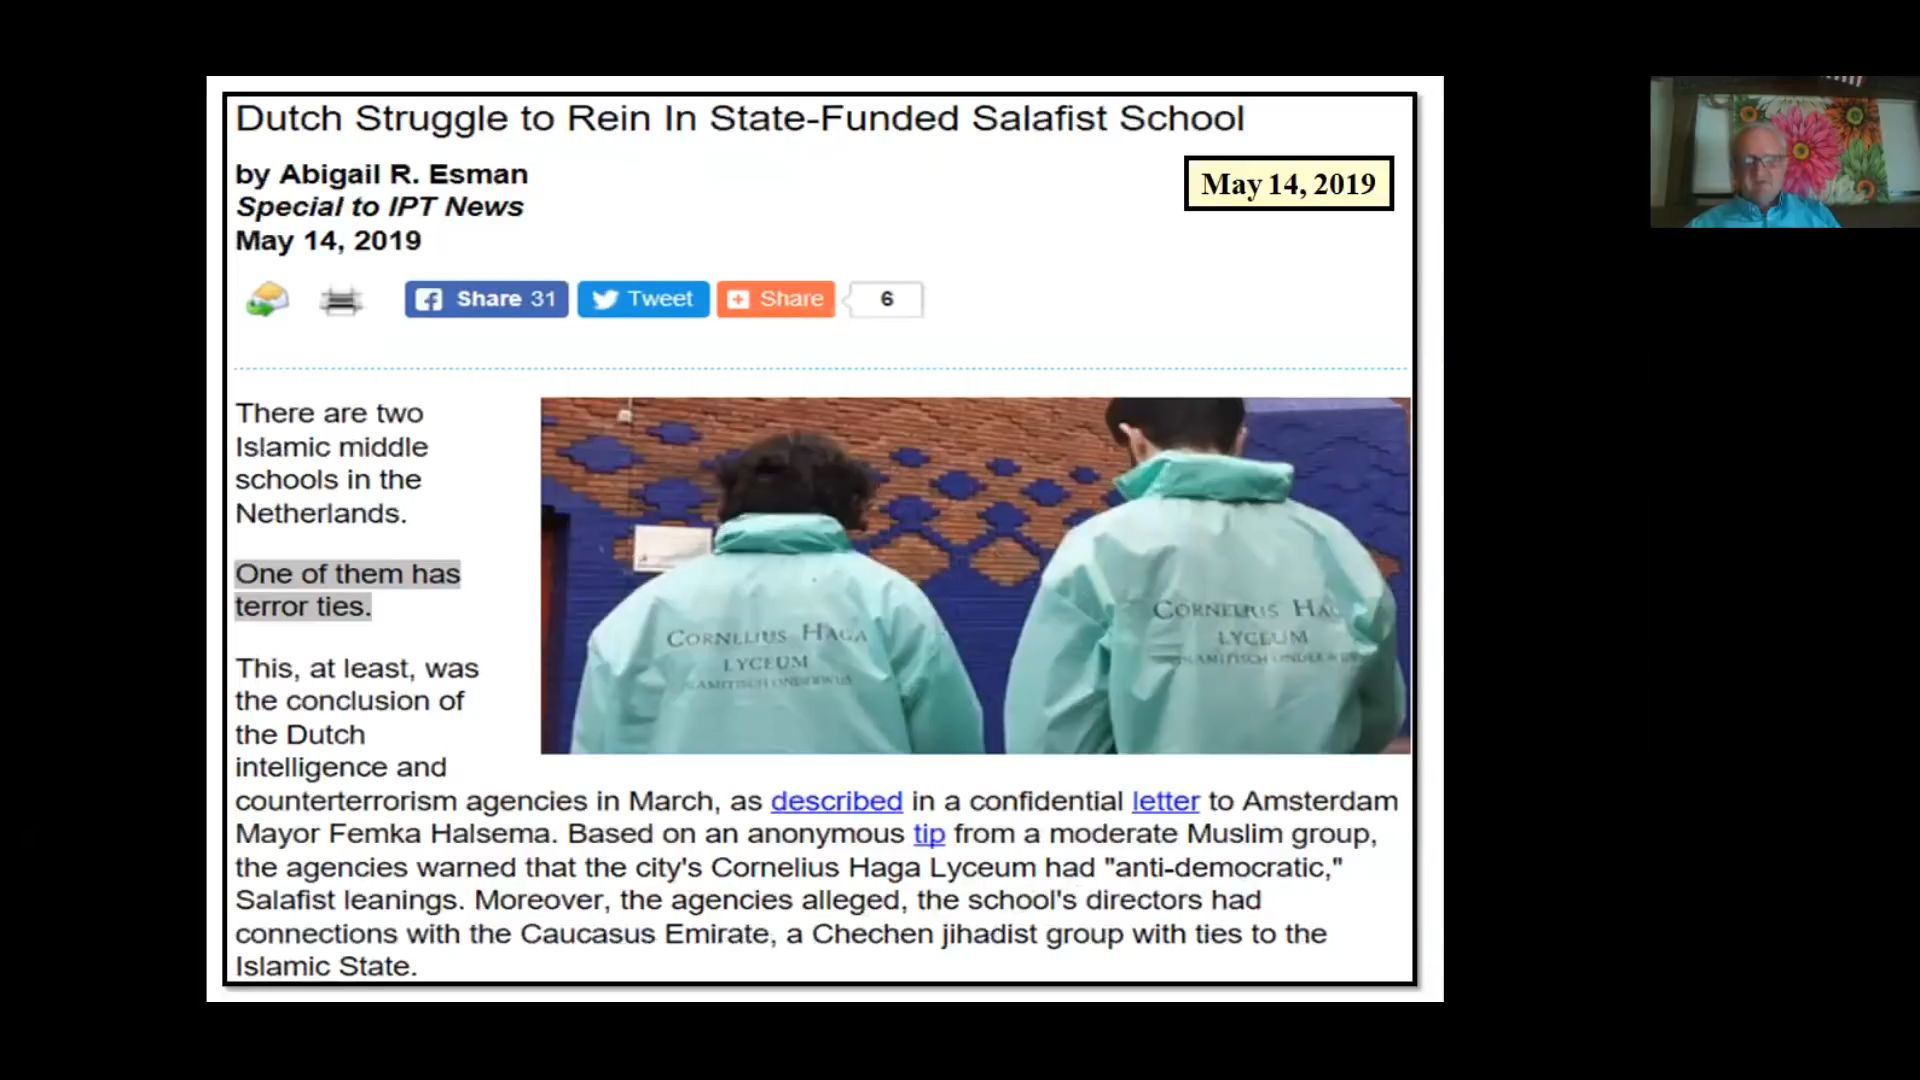 Dutch Struggle to Rein In State-Funded Salafist School
by Abigail R. Esman
Special to IPT News
May 14, 2019
May 14, 2019
Share 31
Tweet
Share
6
There are two
Islamic middle
schools in the
Netherlands.
One of them has
terror ties.
This, at least, was
the conclusion of
the Dutch
intelligence and
counterterrorism agencies in March, as described in a confidential letter to Amsterdam
Mayor Femka Halsema. Based on an anonymous tip from a moderate Muslim group,
the agencies warned that the city's Cornelius Haga Lyceum had "anti-democratic,"
Salafist leanings. Moreover, the agencies alleged, the school's directors had
connections with the Caucasus Emirate, a Chechen jihadist group with ties to the
Islamic State.
CORNELIUS HAGA
LYCEUM
CORNELIUS HA
LYCEUM